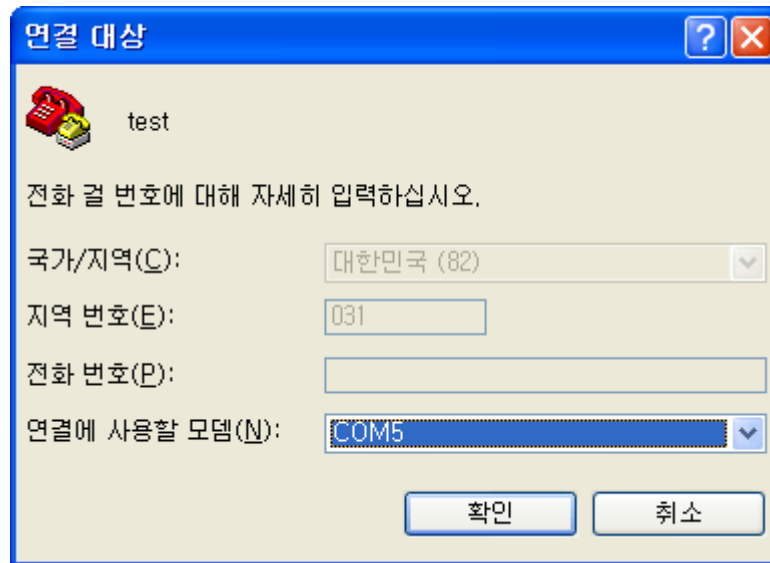 연결 대상
test
전화 걸 번호에 대해 자세히 입력하십시오.
국가/지역(C): 대한민국 (82)
지역 번호(E): 031
전화 번호(P):
연결에 사용할 모뎀(N): COM5
확인 취소